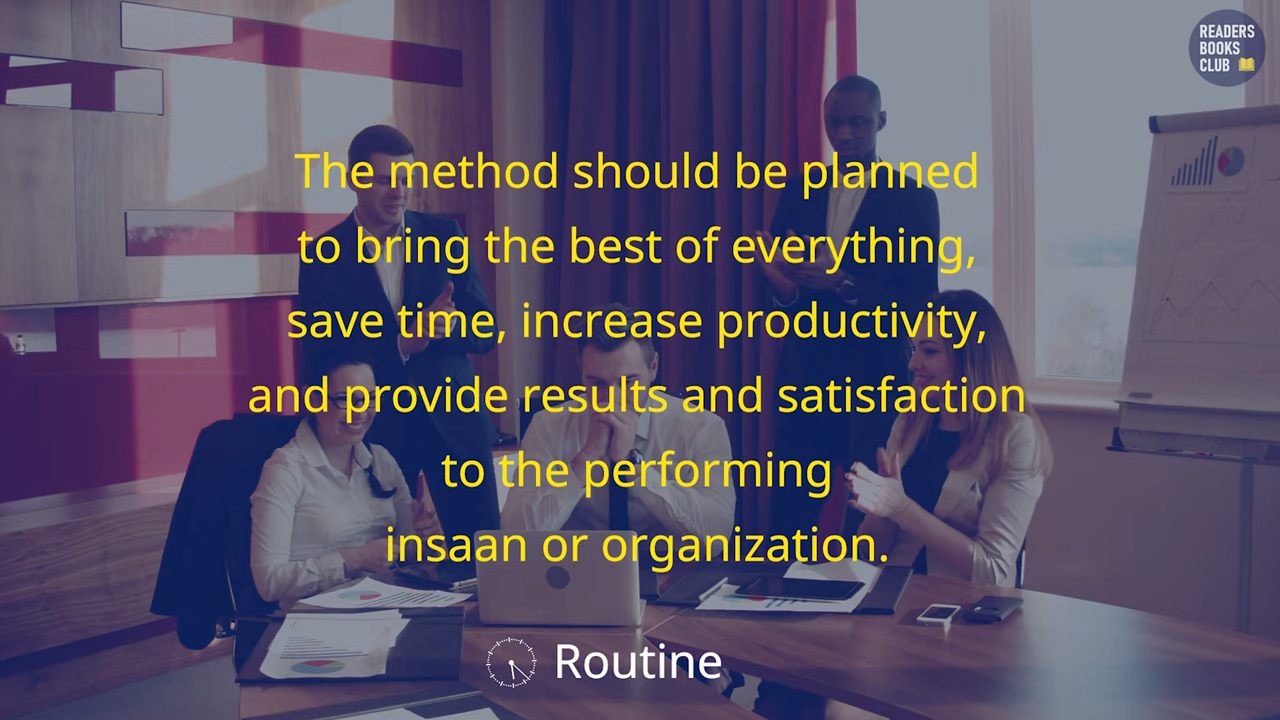 READERS
BOOKS
CLUB
The method should be planned
to bring the best of everything,
save time, increase productivity,
and provide results and satisfaction
to the performing
insaan or organization.
Routine